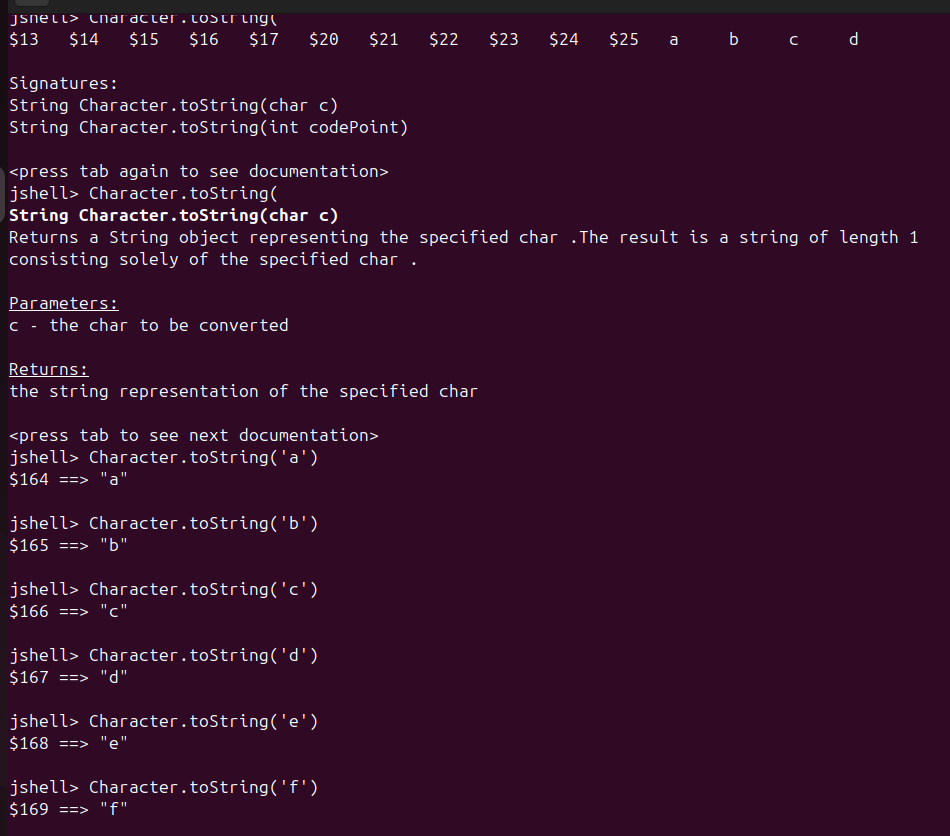 jshell> Character.toString(
$13   $14   $15   $16   $17   $20   $21   $22   $23   $24   $25   a     b     c     d

Signatures:
String Character.toString(char c)
String Character.toString(int codePoint)

<press tab again to see documentation>
jshell> Character.toString(
String Character.toString(char c)
Returns a String object representing the specified char .The result is a string of length 1
consisting solely of the specified char .

Parameters:
c - the char to be converted

Returns:
the string representation of the specified char

<press tab to see next documentation>
jshell> Character.toString('a')
$164 ==> "a"

jshell> Character.toString('b')
$165 ==> "b"

jshell> Character.toString('c')
$166 ==> "c"

jshell> Character.toString('d')
$167 ==> "d"

jshell> Character.toString('e')
$168 ==> "e"

jshell> Character.toString('f')
$169 ==> "f"